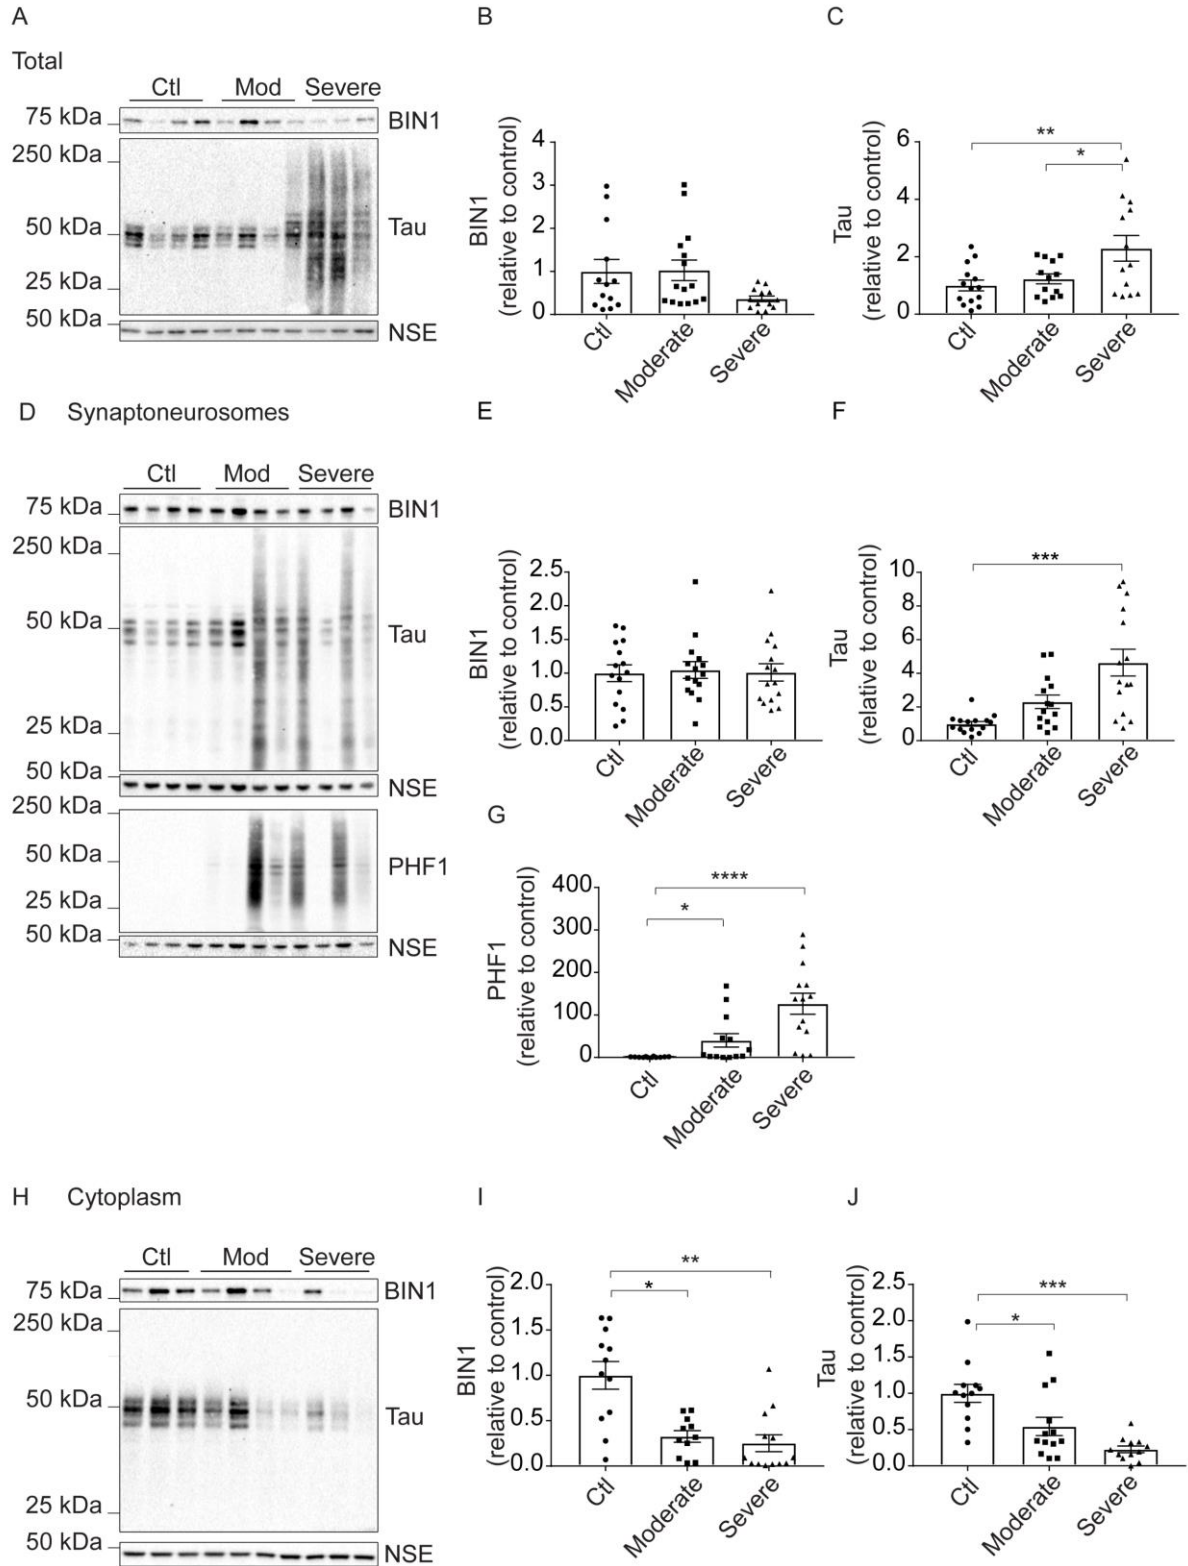 A
B
C
Total
Ctl Mod Severe
75 kDa BIN1
250 kDa
50 kDa Tau
25 kDa
50 kDa NSE
BIN1
(relative to control)
4
3
2
1
0
Ctl
Moderate
Severe
Tau
(relative to control)
6
4
2
0
**
*
Ctl
Moderate
Severe
D Synaptoneurosomes
E
F
Ctl Mod Severe
75 kDa BIN1
250 kDa
50 kDa Tau
25 kDa
50 kDa NSE
250 kDa
50 kDa PHF1
25 kDa
50 kDa NSE
BIN1
(relative to control)
2.5
2.0
1.5
1.0
0.5
0.0
Ctl
Moderate
Severe
Tau
(relative to control)
10
8
6
4
2
0
***
Ctl
Moderate
Severe
G
PHF1
(relative to control)
400
300
200
100
0
****
*
Ctl
Moderate
Severe
H Cytoplasm
I
J
Ctl Mod Severe
75 kDa BIN1
250 kDa
50 kDa Tau
25 kDa
50 kDa NSE
BIN1
(relative to control)
2.0
1.5
1.0
0.5
0.0
**
*
Ctl
Moderate
Severe
Tau
(relative to control)
2.5
2.0
1.5
1.0
0.5
0.0
***
*
Ctl
Moderate
Severe